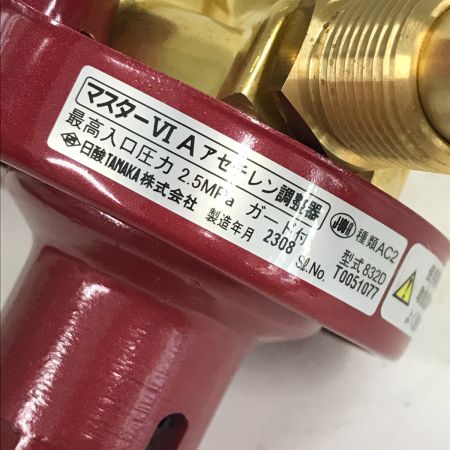 マスターVI A アセチレン調整器
最高入口圧力 2.5MPa ガード付
日酸TANAKA株式会社 製造年月 2308
種類AC2
型式832D
Sl.No. T0051077